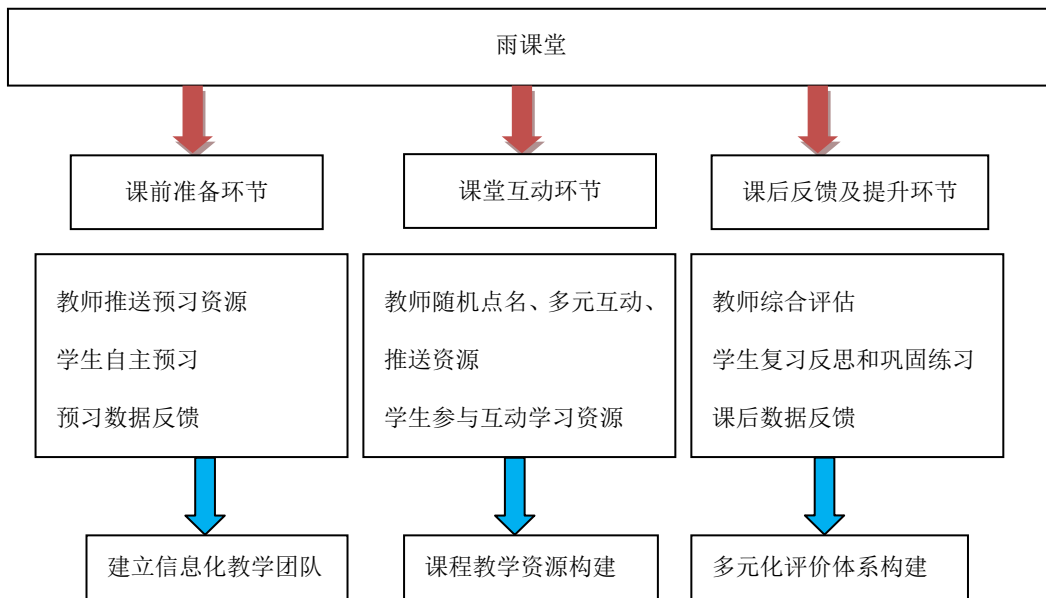 雨课堂
课前准备环节
课堂互动环节
课后反馈及提升环节
教师推送预习资源
学生自主预习
预习数据反馈
教师随机点名、多元互动、
推送资源
学生参与互动学习资源
教师综合评估
学生复习反思和巩固练习
课后数据反馈
建立信息化教学团队
课程教学资源构建
多元化评价体系构建